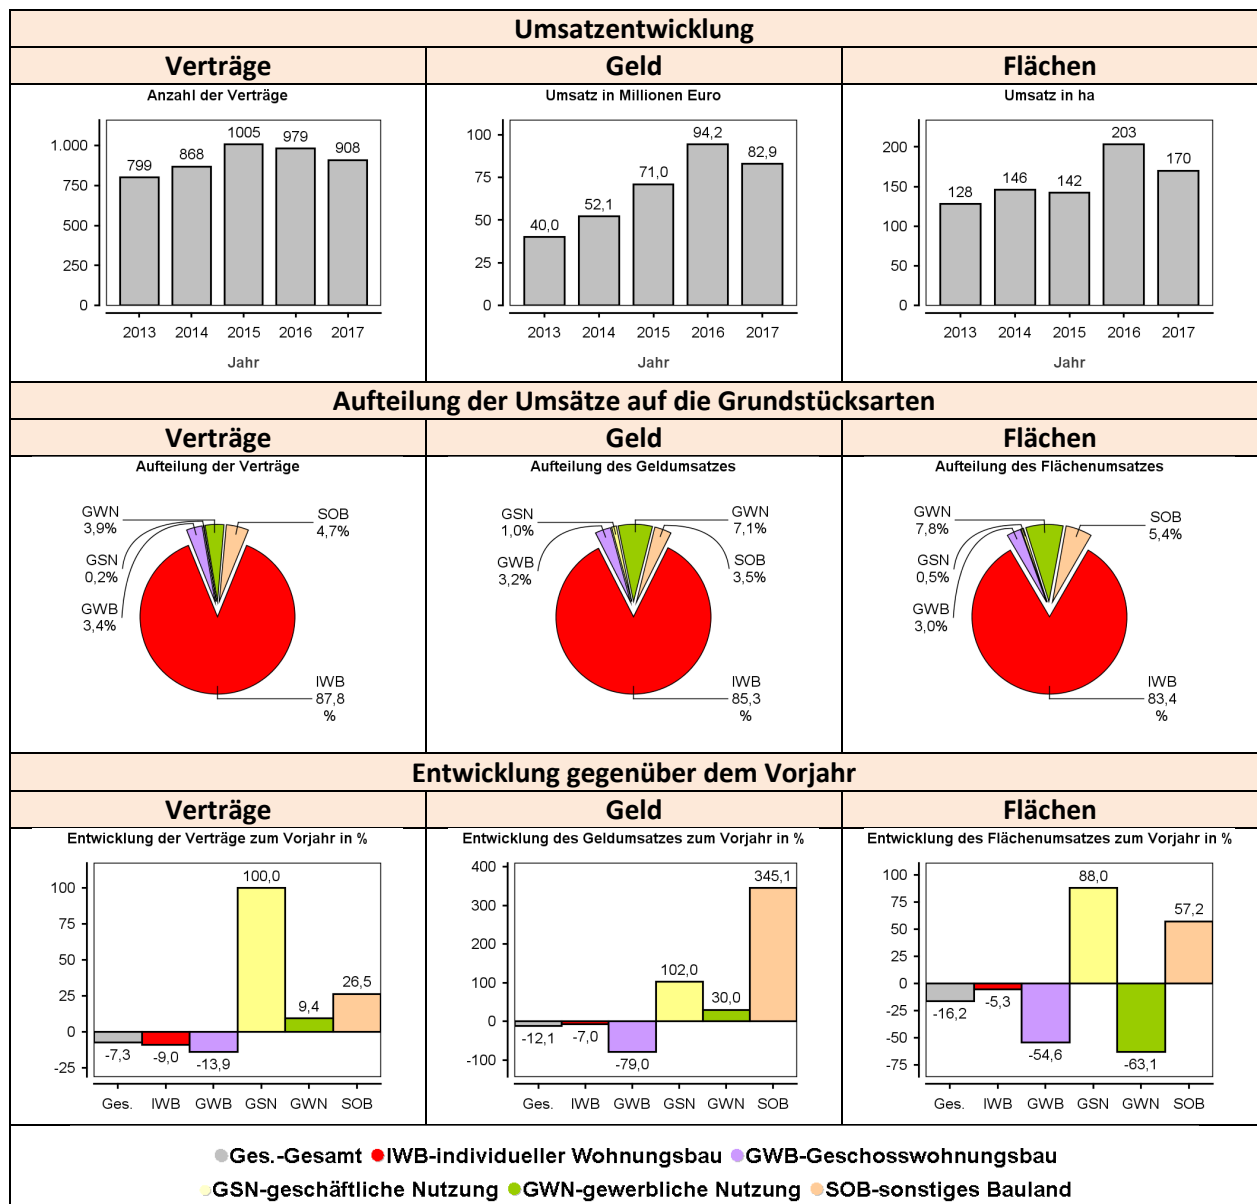 Umsatzentwicklung
Verträge Geld Flächen
Anzahl der Verträge
1.000
750
500
250
0
799 868 1005 979 908
2013 2014 2015 2016 2017
Jahr
Umsatz in Millionen Euro
100
75
50
25
0
40,0 52,1 71,0 94,2 82,9
2013 2014 2015 2016 2017
Jahr
Umsatz in ha
200
150
100
50
0
128 146 142 203 170
2013 2014 2015 2016 2017
Jahr
Aufteilung der Umsätze auf die Grundstücksarten
Verträge Geld Flächen
Aufteilung der Verträge
GWN
3,9%
SOB
4,7%
GSN
0,2%
GWB
3,4%
IWB
87,8
%
Aufteilung des Geldumsatzes
GSN
1,0%
GWN
7,1%
GWB
3,2%
SOB
3,5%
IWB
85,3
%
Aufteilung des Flächenumsatzes
GWN
7,8%
SOB
5,4%
GSN
0,5%
GWB
3,0%
IWB
83,4
%
Entwicklung gegenüber dem Vorjahr
Verträge Geld Flächen
Entwicklung der Verträge zum Vorjahr in %
100
75
50
25
0
-25
-7,3 -9,0 -13,9 100,0 9,4 26,5
Ges. IWB GWB GSN GWN SOB
Entwicklung des Geldumsatzes zum Vorjahr in %
400
300
200
100
0
-100
-12,1 -7,0 -79,0 102,0 30,0 345,1
Ges. IWB GWB GSN GWN SOB
Entwicklung des Flächenumsatzes zum Vorjahr in %
100
75
50
25
0
-25
-50
-75
-16,2 -5,3 -54,6 88,0 -63,1 57,2
Ges. IWB GWB GSN GWN SOB
Ges.-Gesamt IWB-individueller Wohnungsbau GWB-Geschosswohnungsbau
GSN-geschäftliche Nutzung GWN-gewerbliche Nutzung SOB-sonstiges Bauland